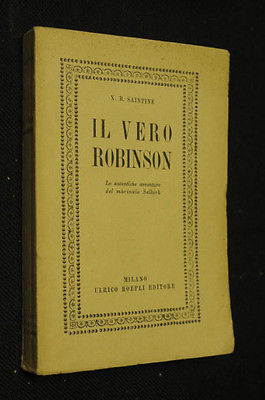 X. B. SAINTINE
IL VERO
ROBINSON
Le autentiche avventure
del marinaio Selkirk
MILANO
ULRICO HOEPLI EDITORE